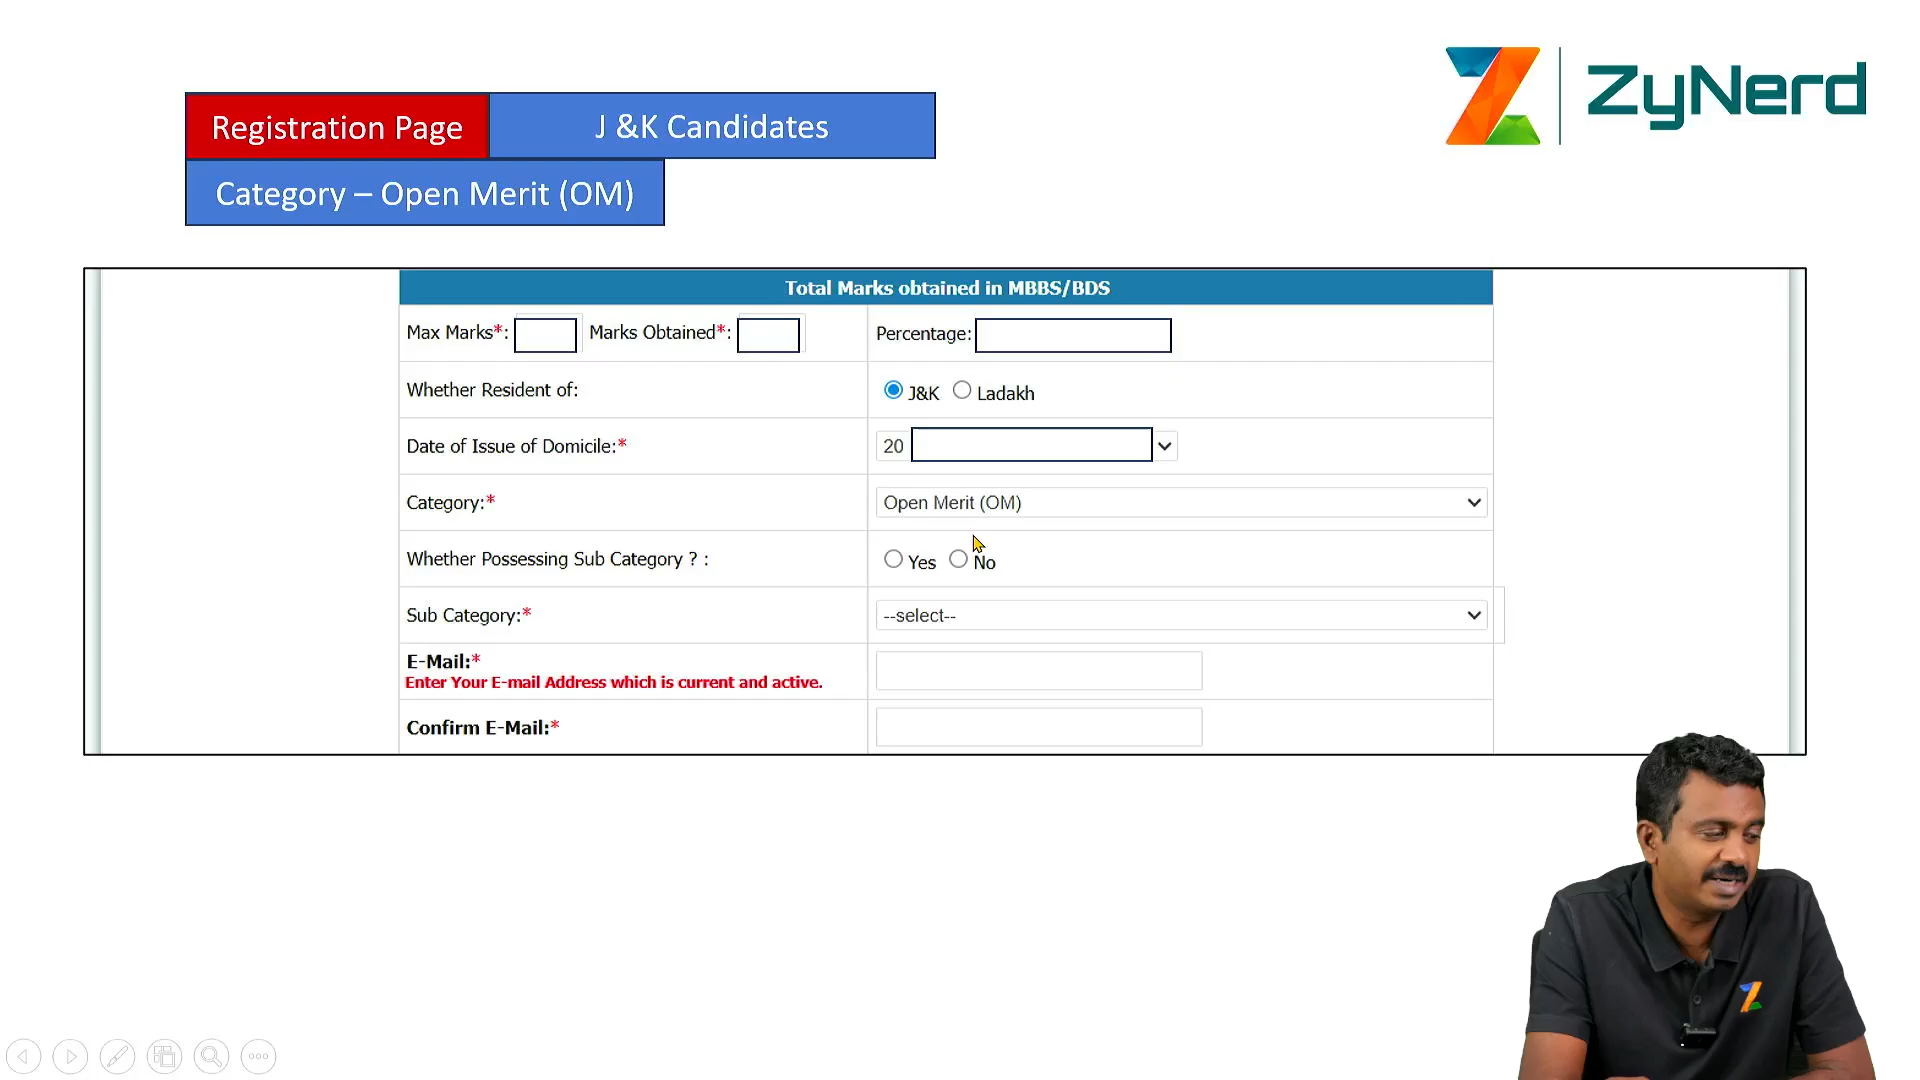 ZyNerd
Registration Page
J &K Candidates
Category – Open Merit (OM)
Total Marks obtained in MBBS/BDS
Max Marks*: Marks Obtained*: Percentage:
Whether Resident of: J&K Ladakh
Date of Issue of Domicile:* 20
Category:* Open Merit (OM)
Whether Possessing Sub Category ? : Yes No
Sub Category:* --select--
E-Mail:*
Enter Your E-mail Address which is current and active.
Confirm E-Mail:*